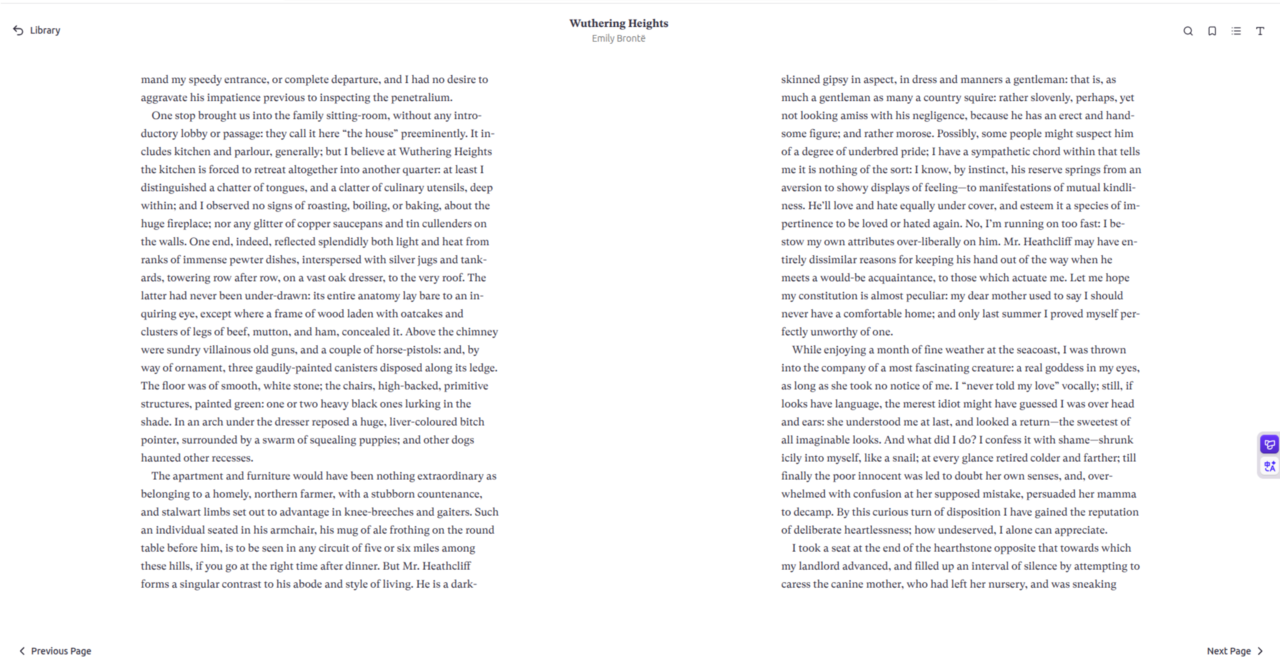 Library
Wuthering Heights
Emily Brontë
mand my speedy entrance, or complete departure, and I had no desire to
aggravate his impatience previous to inspecting the penetralium.
One stop brought us into the family sitting-room, without any intro-
ductory lobby or passage: they call it here “the house” preeminently. It in-
cludes kitchen and parlour, generally; but I believe at Wuthering Heights
the kitchen is forced to retreat altogether into another quarter: at least I
distinguished a chatter of tongues, and a clatter of culinary utensils, deep
within; and I observed no signs of roasting, boiling, or baking, about the
huge fireplace; nor any glitter of copper saucepans and tin cullenders on
the walls. One end, indeed, reflected splendidly both light and heat from
ranks of immense pewter dishes, interspersed with silver jugs and tank-
ards, towering row after row, on a vast oak dresser, to the very roof. The
latter had never been under-drawn: its entire anatomy lay bare to an in-
quiring eye, except where a frame of wood laden with oatcakes and
clusters of legs of beef, mutton, and ham, concealed it. Above the chimney
were sundry villainous old guns, and a couple of horse-pistols: and, by
way of ornament, three gaudily-painted canisters disposed along its ledge.
The floor was of smooth, white stone; the chairs, high-backed, primitive
structures, painted green: one or two heavy black ones lurking in the
shade. In an arch under the dresser reposed a huge, liver-coloured bitch
pointer, surrounded by a swarm of squealing puppies; and other dogs
haunted other recesses.
The apartment and furniture would have been nothing extraordinary as
belonging to a homely, northern farmer, with a stubborn countenance,
and stalwart limbs set out to advantage in knee-breeches and gaiters. Such
an individual seated in his armchair, his mug of ale frothing on the round
table before him, is to be seen in any circuit of five or six miles among
these hills, if you go at the right time after dinner. But Mr. Heathcliff
forms a singular contrast to his abode and style of living. He is a dark-
skinned gipsy in aspect, in dress and manners a gentleman: that is, as
much a gentleman as many a country squire: rather slovenly, perhaps, yet
not looking amiss with his negligence, because he has an erect and hand-
some figure; and rather morose. Possibly, some people might suspect him
of a degree of underbred pride; I have a sympathetic chord within that tells
me it is nothing of the sort: I know, by instinct, his reserve springs from an
aversion to showy displays of feeling—to manifestations of mutual kindli-
ness. He’ll love and hate equally under cover, and esteem it a species of im-
pertinence to be loved or hated again. No, I’m running on too fast: I be-
stow my own attributes over-liberally on him. Mr. Heathcliff may have en-
tirely dissimilar reasons for keeping his hand out of the way when he
meets a would-be acquaintance, to those which actuate me. Let me hope
my constitution is almost peculiar: my dear mother used to say I should
never have a comfortable home; and only last summer I proved myself per-
fectly unworthy of one.
While enjoying a month of fine weather at the seacoast, I was thrown
into the company of a most fascinating creature: a real goddess in my eyes,
as long as she took no notice of me. I “never told my love” vocally; still, if
looks have language, the merest idiot might have guessed I was over head
and ears: she understood me at last, and looked a return—the sweetest of
all imaginable looks. And what did I do? I confess it with shame—shrunk
icily into myself, like a snail; at every glance retired colder and farther; till
finally the poor innocent was led to doubt her own senses, and, over-
whelmed with confusion at her supposed mistake, persuaded her mamma
to decamp. By this curious turn of disposition I have gained the reputation
of deliberate heartlessness; how undeserved, I alone can appreciate.
I took a seat at the end of the hearthstone opposite that towards which
my landlord advanced, and filled up an interval of silence by attempting to
caress the canine mother, who had left her nursery, and was sneaking
Previous Page
Next Page